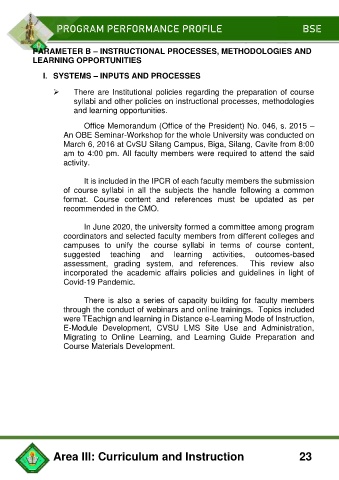 PROGRAM PERFORMANCE PROFILE BSE
PARAMETER B – INSTRUCTIONAL PROCESSES, METHODOLOGIES AND
LEARNING OPPORTUNITIES
I. SYSTEMS – INPUTS AND PROCESSES
➢ There are Institutional policies regarding the preparation of course
syllabi and other policies on instructional processes, methodologies
and learning opportunities.
Office Memorandum (Office of the President) No. 046, s. 2015 –
An OBE Seminar-Workshop for the whole University was conducted on
March 6, 2016 at CvSU Silang Campus, Biga, Silang, Cavite from 8:00
am to 4:00 pm. All faculty members were required to attend the said
activity.
It is included in the IPCR of each faculty members the submission
of course syllabi in all the subjects the handle following a common
format. Course content and references must be updated as per
recommended in the CMO.
In June 2020, the university formed a committee among program
coordinators and selected faculty members from different colleges and
campuses to unify the course syllabi in terms of course content,
suggested teaching and learning activities, outcomes-based
assessment, grading system, and references. This review also
incorporated the academic affairs policies and guidelines in light of
Covid-19 Pandemic.
There is also a series of capacity building for faculty members
through the conduct of webinars and online trainings. Topics included
were TEachign and learning in Distance e-Learning Mode of Instruction,
E-Module Development, CVSU LMS Site Use and Administration,
Migrating to Online Learning, and Learning Guide Preparation and
Course Materials Development.
Area III: Curriculum and Instruction 23